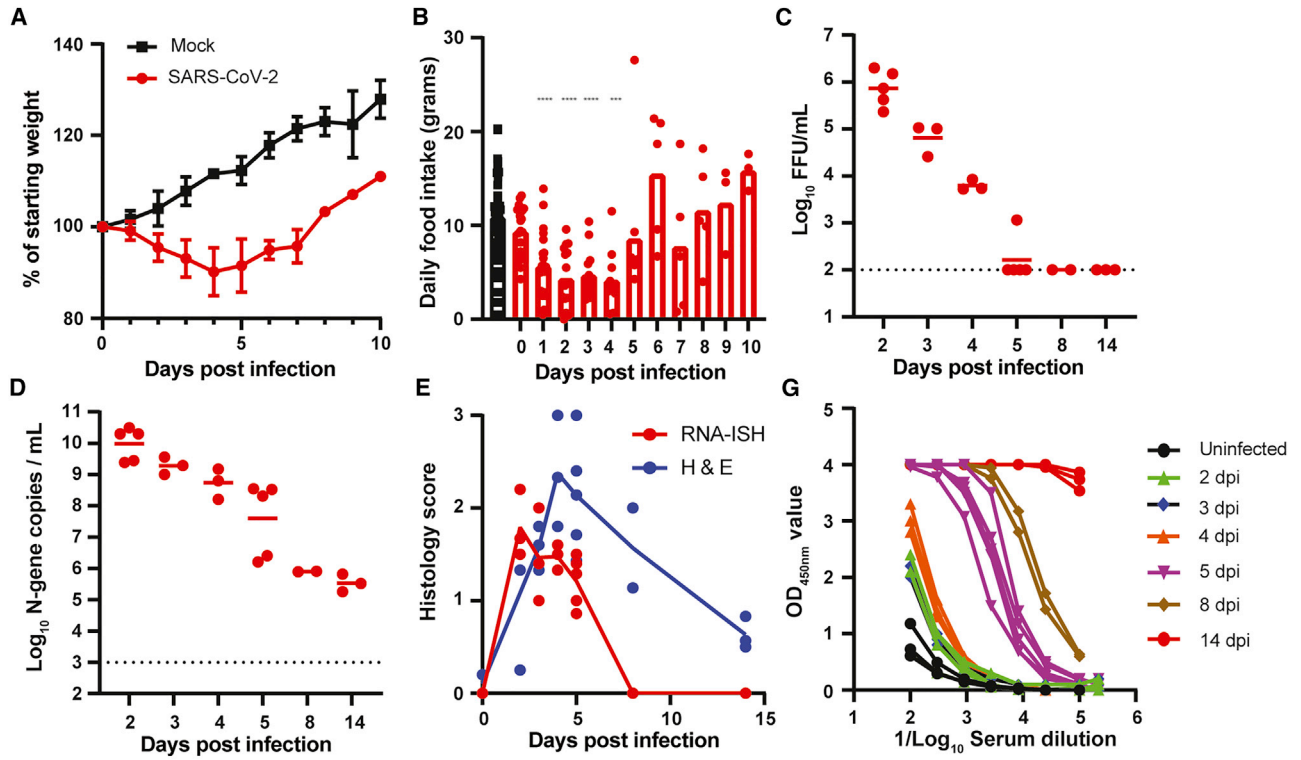 A
140
120
100
80
% of starting weight
Mock
SARS-CoV-2
0
5
10
Days post infection
B
30
20
10
0
Daily food intake (grams)
**** **** **** ***
0 1 2 3 4 5 6 7 8 9 10
Days post infection
C
7
6
5
4
3
2
1
Log10 FFU/mL
2 3 4 5 8 14
Days post infection
D
11
10
9
8
7
6
5
4
3
2
Log10 N-gene copies / mL
2 3 4 5 8 14
Days post infection
E
3
2
1
0
Histology score
RNA-ISH
H & E
0 5 10 15
Days post infection
G
5
4
3
2
1
0
OD450nm value
1 2 3 4 5 6
1/Log10 Serum dilution
Uninfected
2 dpi
3 dpi
4 dpi
5 dpi
8 dpi
14 dpi